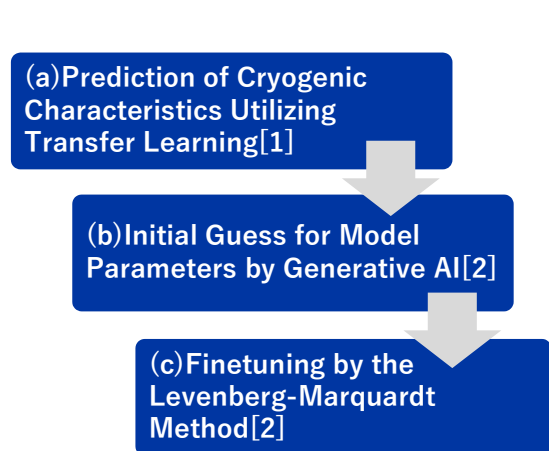 (a)Prediction of Cryogenic
Characteristics Utilizing
Transfer Learning[1]
(b)Initial Guess for Model
Parameters by Generative AI[2]
(c)Finetuning by the
Levenberg-Marquardt
Method[2]